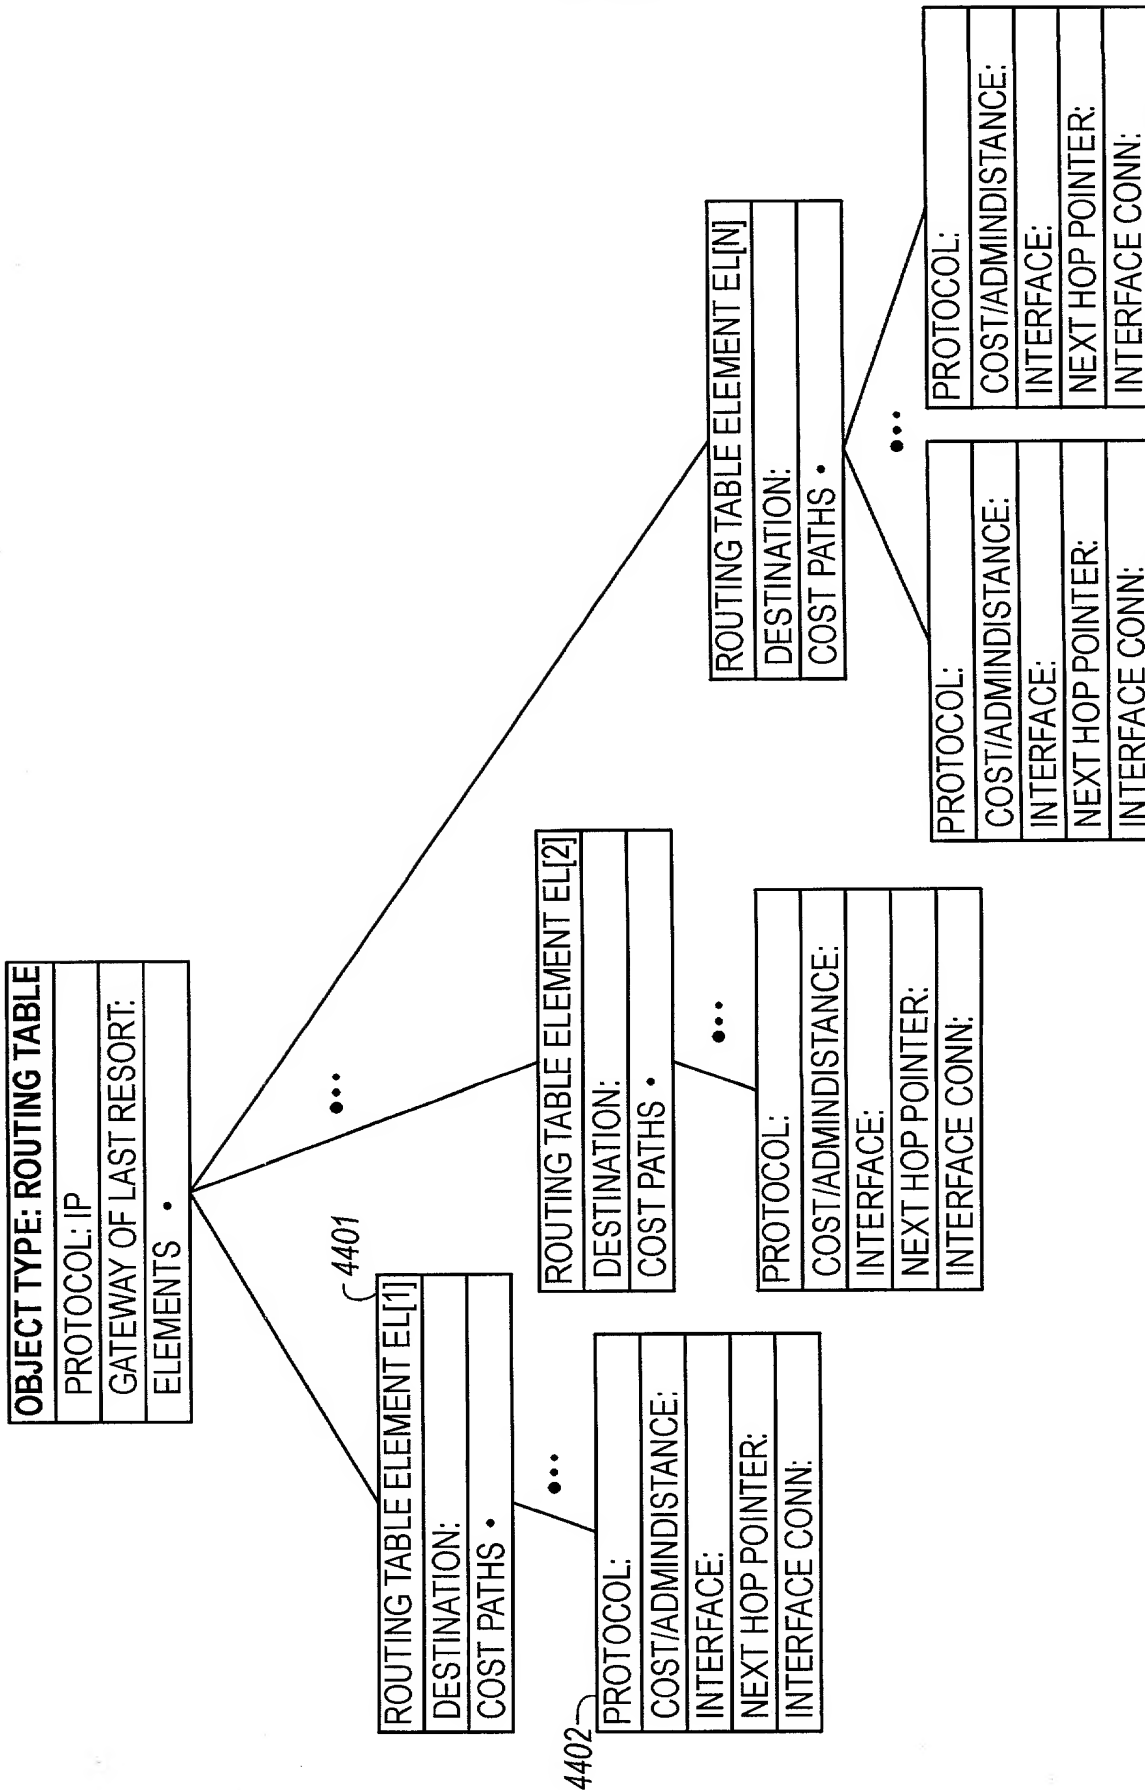 OBJECT TYPE: ROUTING TABLE
PROTOCOL: IP
GATEWAY OF LAST RESORT:
ELEMENTS •
•••
4401
ROUTING TABLE ELEMENT EL[1]
DESTINATION:
COST PATHS •
•••
4402
PROTOCOL:
COST/ADMINDISTANCE:
INTERFACE:
NEXT HOP POINTER:
INTERFACE CONN:
ROUTING TABLE ELEMENT EL[2]
DESTINATION:
COST PATHS •
•••
PROTOCOL:
COST/ADMINDISTANCE:
INTERFACE:
NEXT HOP POINTER:
INTERFACE CONN:
ROUTING TABLE ELEMENT EL[N]
DESTINATION:
COST PATHS •
•••
PROTOCOL:
COST/ADMINDISTANCE:
INTERFACE:
NEXT HOP POINTER:
INTERFACE CONN:
PROTOCOL:
COST/ADMINDISTANCE:
INTERFACE:
NEXT HOP POINTER:
INTERFACE CONN: